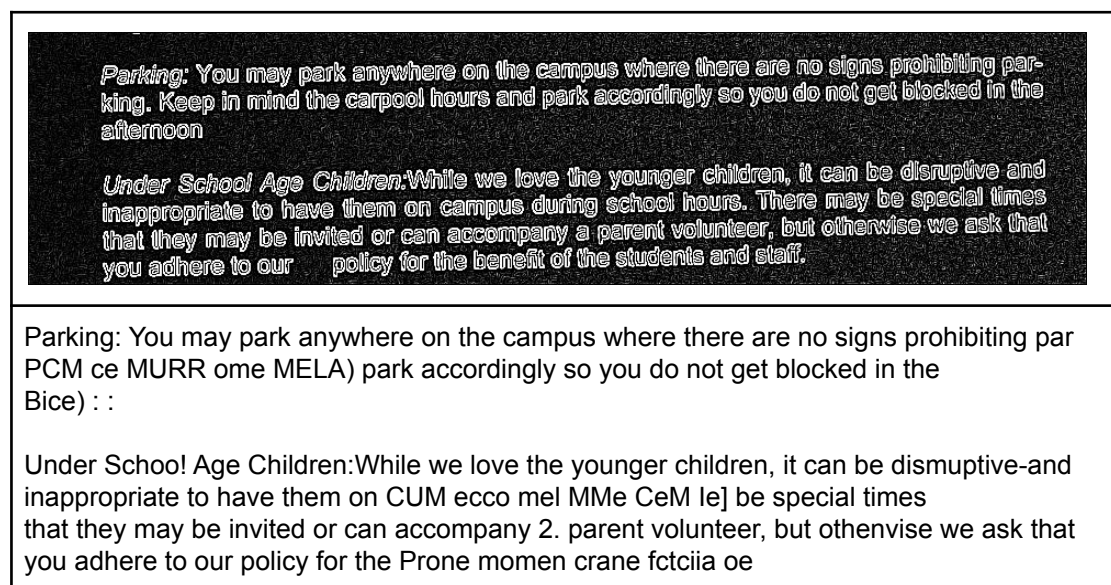 Parking: You may park anywhere on the campus where there are no signs prohibiting par-
king. Keep in mind the carpool hours and park accordingly so you do not get blocked in the
afternoon
Under School Age Children:While we love the younger children, it can be disruptive and
inappropriate to have them on campus during school hours. There may be special times
that they may be invited or can accompany a parent volunteer, but otherwise we ask that
you adhere to our policy for the benefit of the students and staff.
Parking: You may park anywhere on the campus where there are no signs prohibiting par
PCM ce MURR ome MELA) park accordingly so you do not get blocked in the
Bice) : :
Under Schoo! Age Children:While we love the younger children, it can be dismuptive-and
inappropriate to have them on CUM ecco mel MMe CeM Ie] be special times
that they may be invited or can accompany 2. parent volunteer, but othenvise we ask that
you adhere to our policy for the Prone momen crane fctciia oe